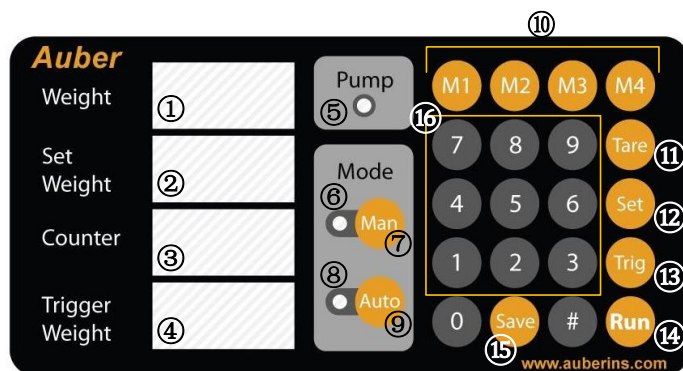 ⑩
Auber
Weight
①
Pump
⑤
M1 M2 M3 M4
⑯
7 8 9 Tare
⑪
Set
Weight
②
Mode
⑥
Man
⑦
4 5 6 Set
⑫
Counter
③
⑧
Auto
⑨
1 2 3 Trig
⑬
Trigger
Weight
④
0 Save # Run
⑮
⑭
www.auberins.com